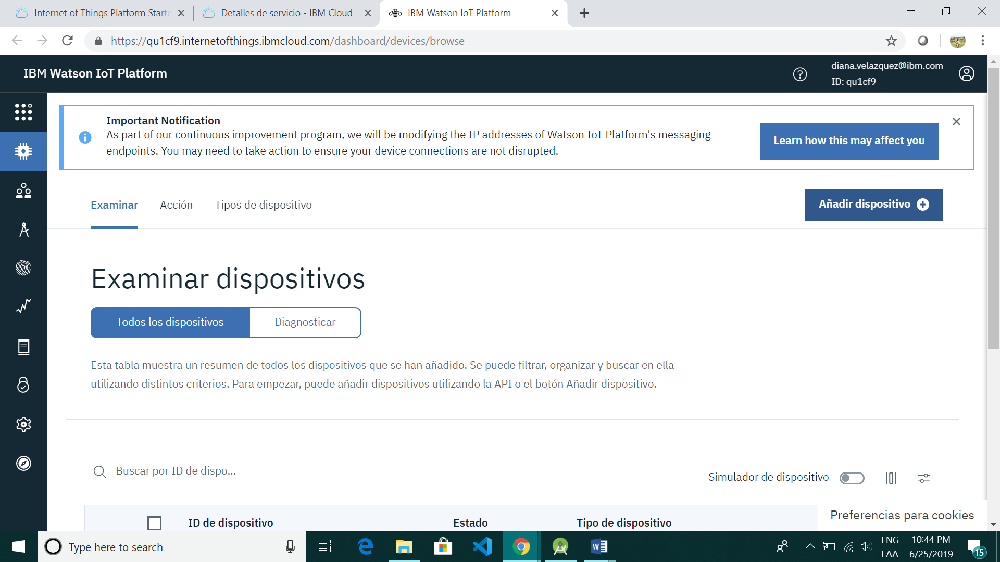 Internet of Things Platform Starte
Detalles de servicio - IBM Cloud
IBM Watson IoT Platform
https://qu1cf9.internetofthings.ibmcloud.com/dashboard/devices/browse
IBM Watson IoT Platform
diana.velazquez@ibm.com
ID: qu1cf9
Important Notification
As part of our continuous improvement program, we will be modifying the IP addresses of Watson IoT Platform's messaging
endpoints. You may need to take action to ensure your device connections are not disrupted.
Learn how this may affect you
Examinar
Acción
Tipos de dispositivo
Añadir dispositivo
Examinar dispositivos
Todos los dispositivos
Diagnosticar
Esta tabla muestra un resumen de todos los dispositivos que se han añadido. Se puede filtrar, organizar y buscar en ella
utilizando distintos criterios. Para empezar, puede añadir dispositivos utilizando la API o el botón Añadir dispositivo.
Buscar por ID de dispo...
Simulador de dispositivo
ID de dispositivo
Estado
Tipo de dispositivo
Preferencias para cookies
Type here to search
ENG
LAA
10:44 PM
6/25/2019
15